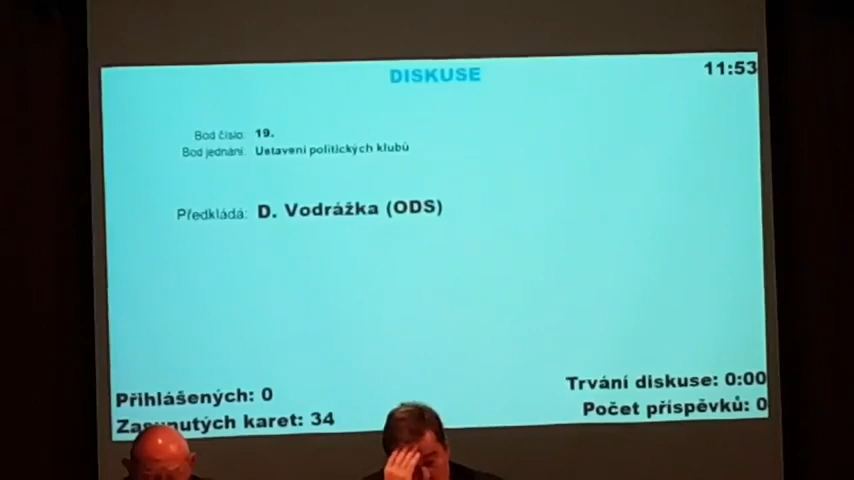 DISKUSE
11:53
Bod číslo: 19.
Bod jednání: Ustavení politických klubů
Předkládá: D. Vodrážka (ODS)
Přihlášených: 0
Trvání diskuse: 0:00
karet: 34
Počet příspěvků: 0